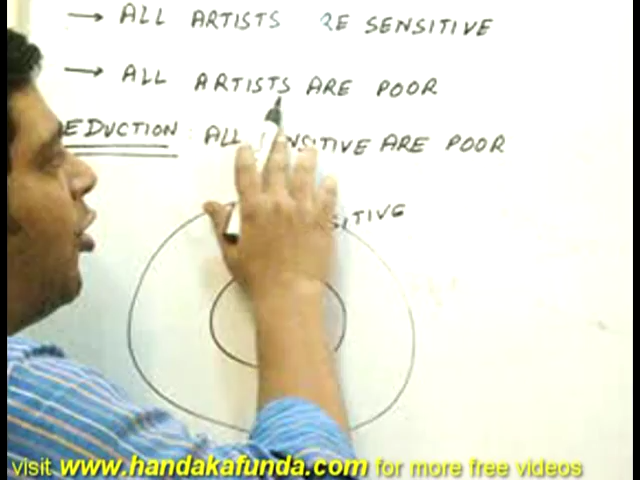 → ALL ARTISTS RE SENSITIVE
→ ALL ARTISTS ARE POOR
EDUCTION ALL NSITIVE ARE POOR
SITIVE
visit www.handakafunda.com for more free videos